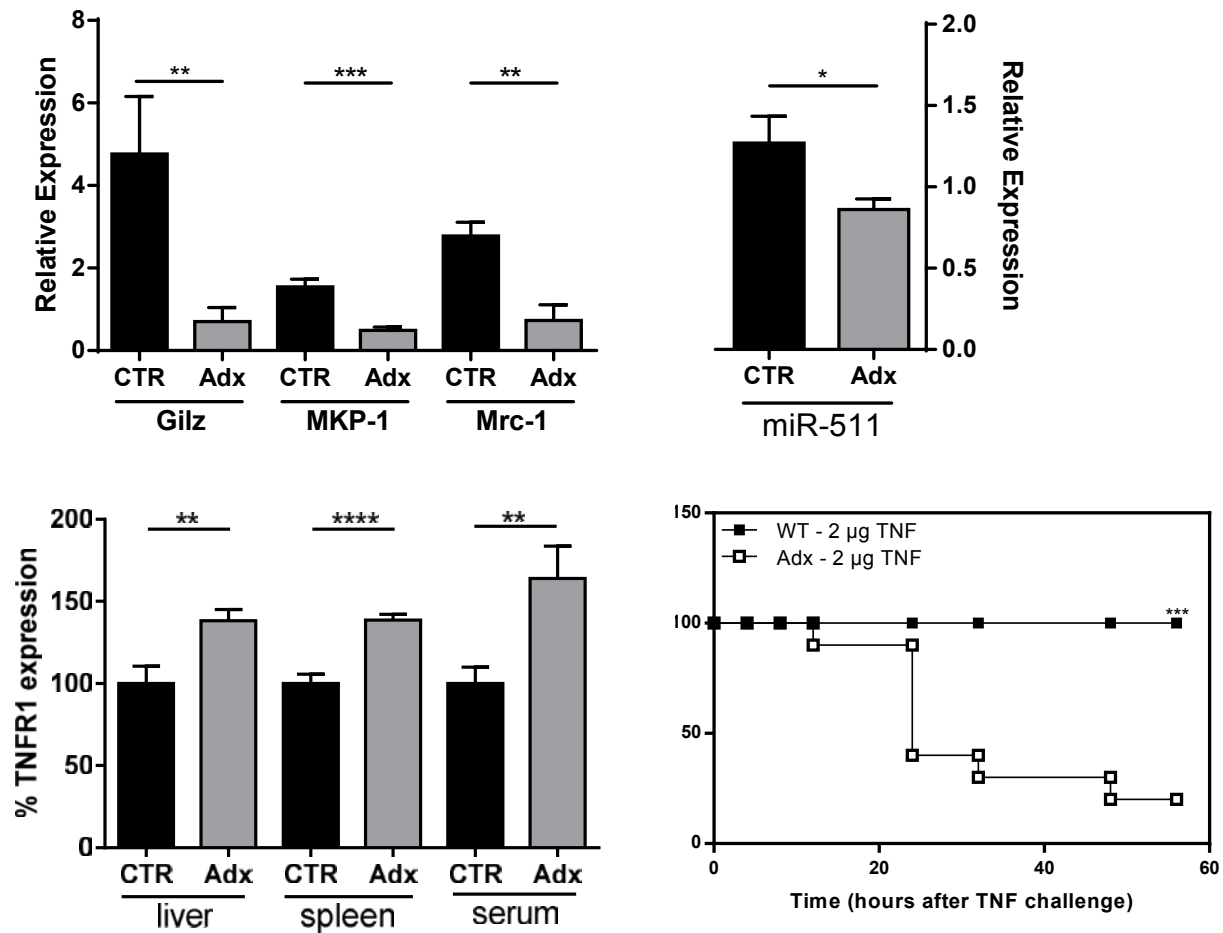 8
6
4
2
0
Relative Expression
**
***
**
CTR Adx CTR Adx CTR Adx
Gilz MKP-1 Mrc-1
2.0
1.5
1.0
0.5
0.0
Relative Expression
*
CTR Adx
miR-511
200
150
100
50
0
% TNFR1 expression
**
****
**
CTR Adx CTR Adx CTR Adx
liver spleen serum
150
100
50
0
WT - 2 µg TNF
Adx - 2 µg TNF
***
0 20 40 60
Time (hours after TNF challenge)